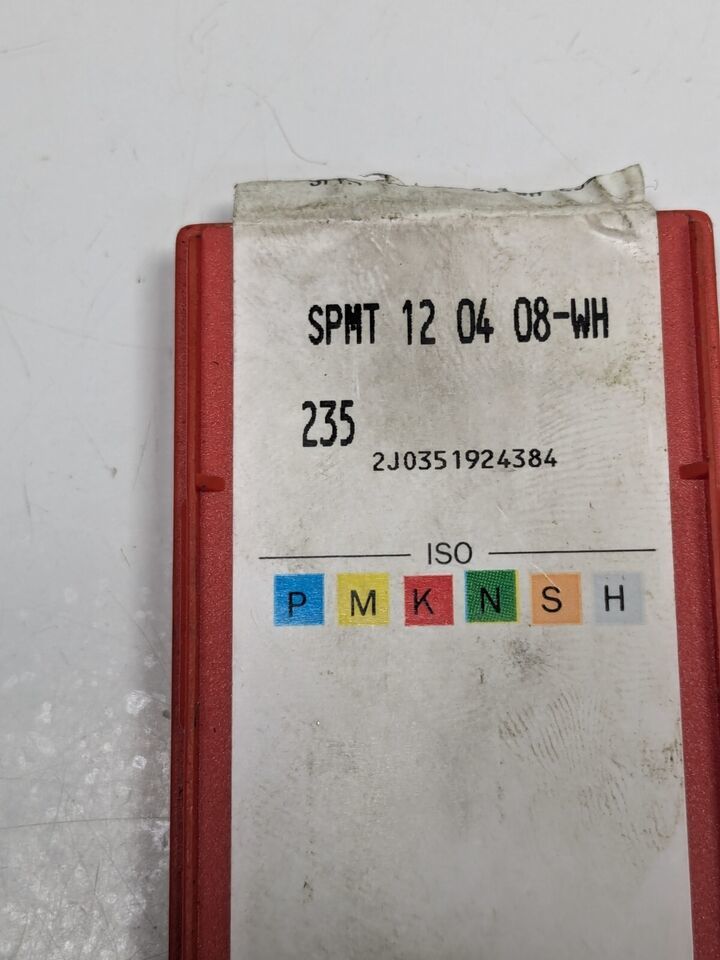 SPMT 12 04 08-WH
235
2J0351924384
ISO
P M K N S H